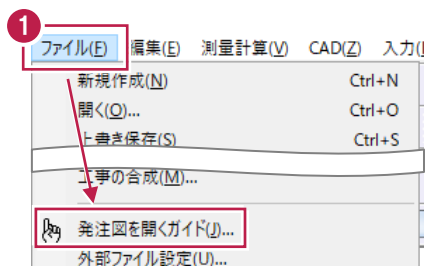 1
ファイル(F) 編集(E) 測量計算(V) CAD(Z) 入力(
新規作成(N) Ctrl+N
開く(O)... Ctrl+O
上書き保存(S) Ctrl+S
工事の合成(M)...
発注図を開くガイド(J)...
外部ファイル設定(U)...